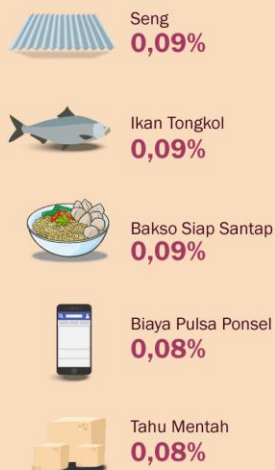 Seng
0,09%
Ikan Tongkol
0,09%
Bakso Siap Santap
0,09%
Biaya Pulsa Ponsel
0,08%
Tahu Mentah
0,08%